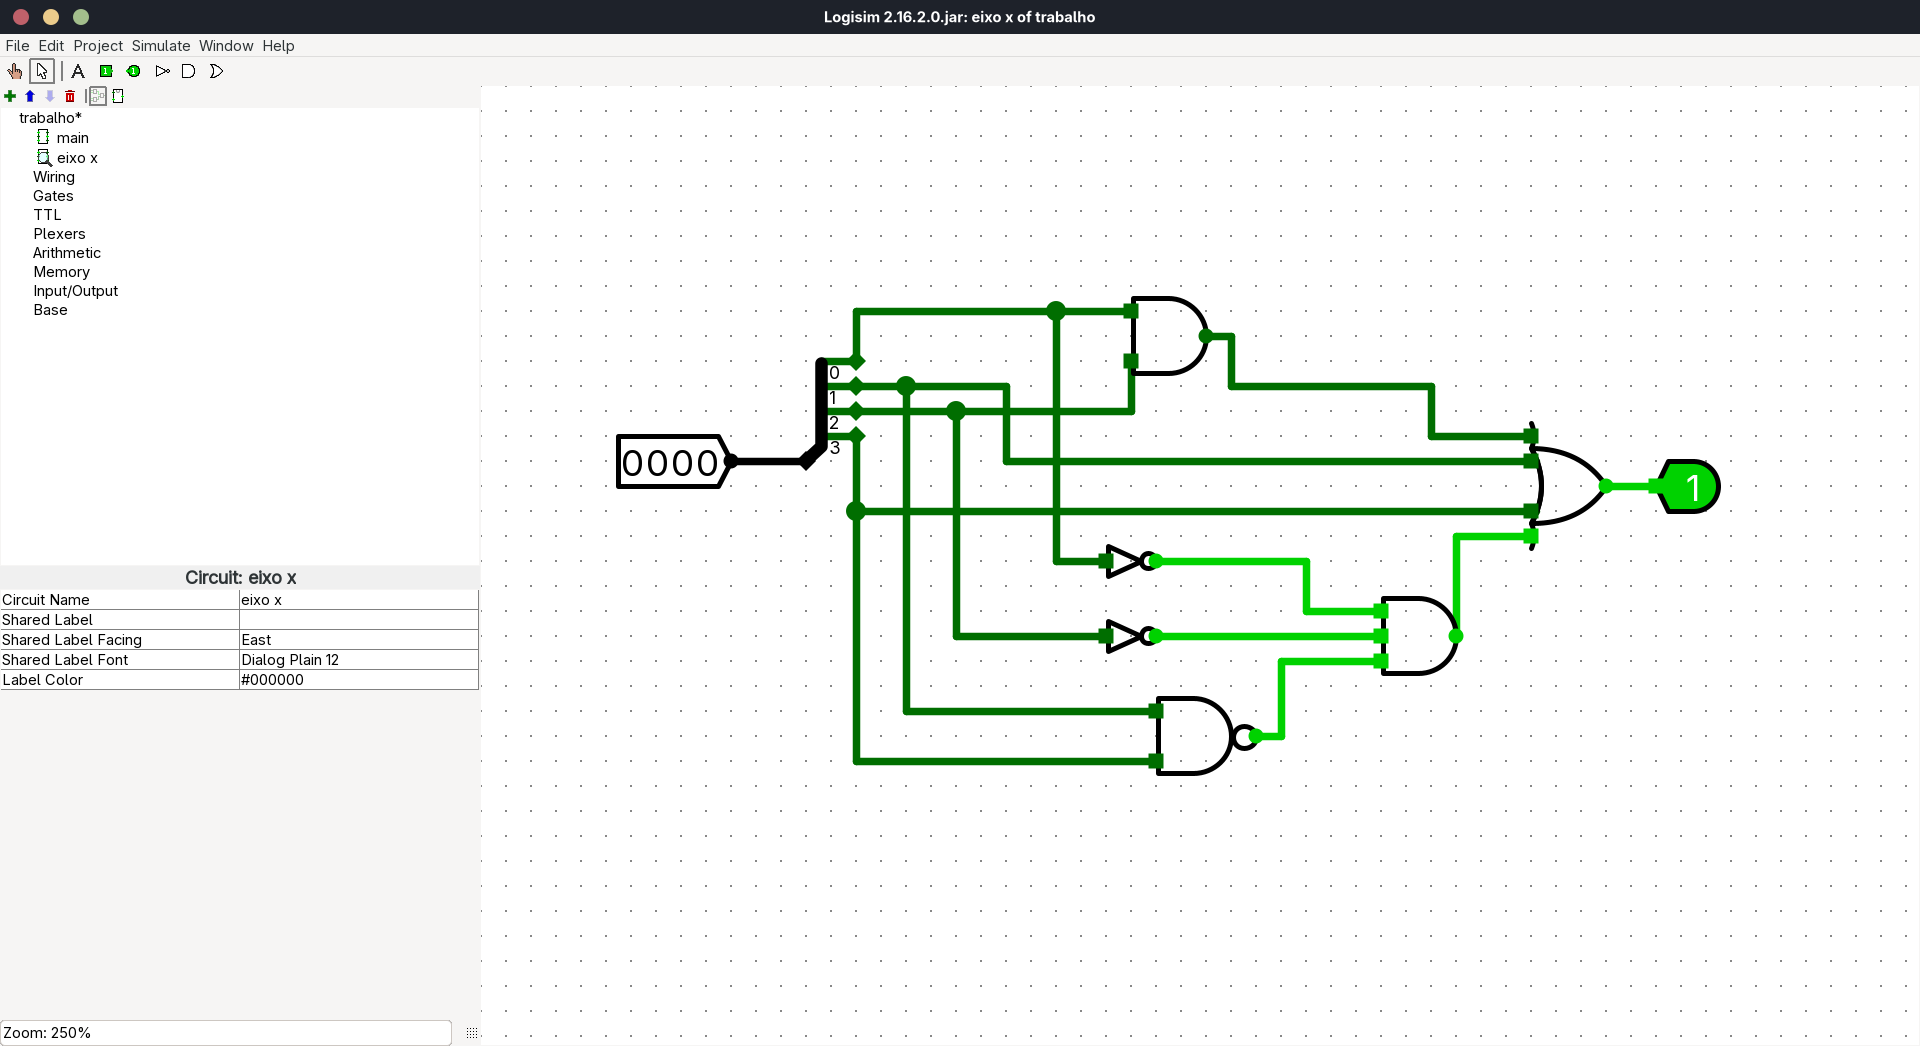 Logisim 2.16.2.0.jar: eixo x of trabalho
File Edit Project Simulate Window Help
A 1 1
trabalho*
main
eixo x
Wiring
Gates
TTL
Plexers
Arithmetic
Memory
Input/Output
Base
Circuit: eixo x
Circuit Name eixo x
Shared Label
Shared Label Facing East
Shared Label Font Dialog Plain 12
Label Color #000000
Zoom: 250%
0
1
2
3
0000
1